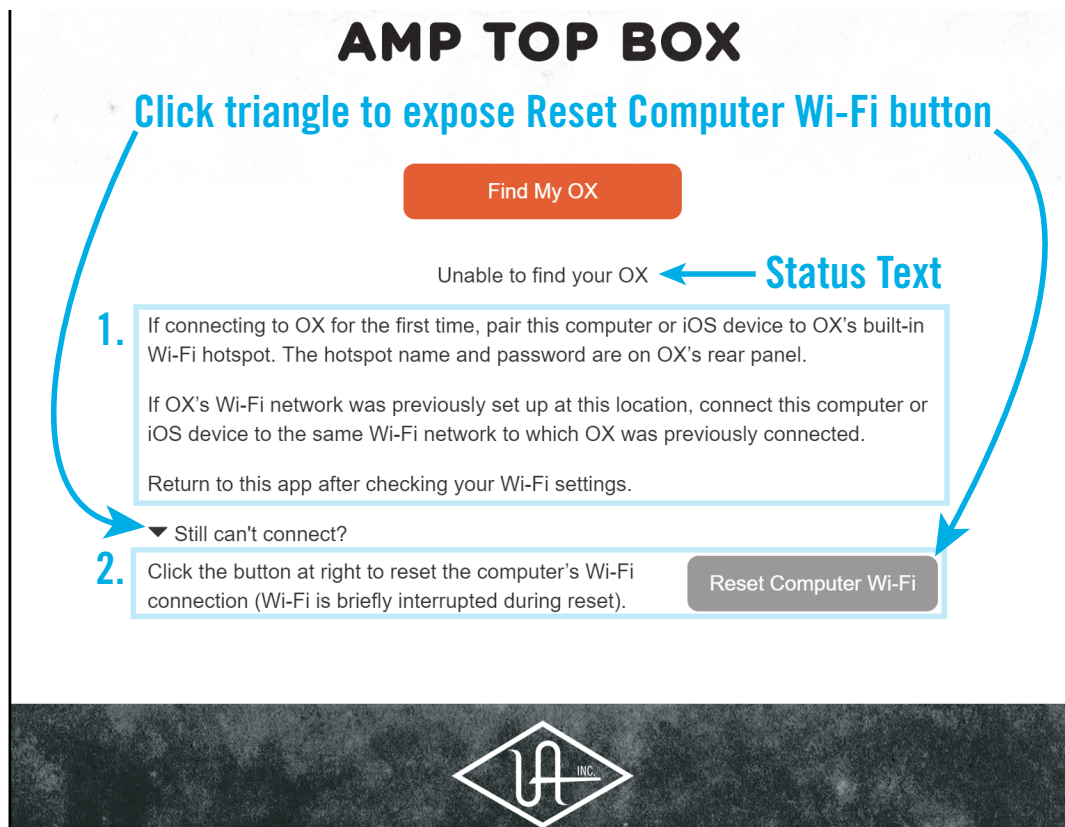 AMP TOP BOX
Click triangle to expose Reset Computer Wi-Fi button
Find My OX
Unable to find your OX
Status Text
1.
If connecting to OX for the first time, pair this computer or iOS device to OX’s built-in
Wi-Fi hotspot. The hotspot name and password are on OX’s rear panel.
If OX’s Wi-Fi network was previously set up at this location, connect this computer or
iOS device to the same Wi-Fi network to which OX was previously connected.
Return to this app after checking your Wi-Fi settings.
Still can't connect?
2.
Click the button at right to reset the computer’s Wi-Fi
connection (Wi-Fi is briefly interrupted during reset).
Reset Computer Wi-Fi
UA INC.